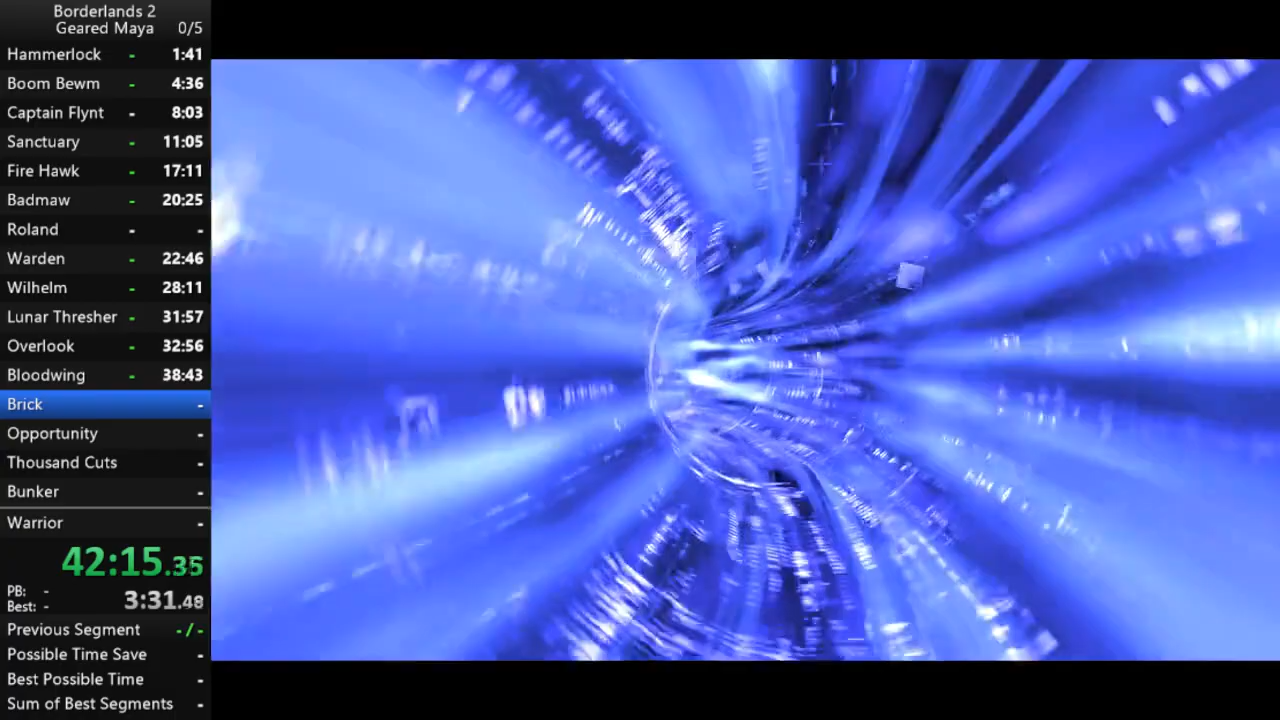 Borderlands 2
Geared Maya 0/5
Hammerlock - 1:41
Boom Bewm - 4:36
Captain Flynt - 8:03
Sanctuary - 11:05
Fire Hawk - 17:11
Badmaw - 20:25
Roland - -
Warden - 22:46
Wilhelm - 28:11
Lunar Thresher - 31:57
Overlook - 32:56
Bloodwing - 38:43
Brick -
Opportunity -
Thousand Cuts -
Bunker -
Warrior -
42:15.35
PB: -
Best: - 3:31.48
Previous Segment -/-
Possible Time Save -
Best Possible Time -
Sum of Best Segments -